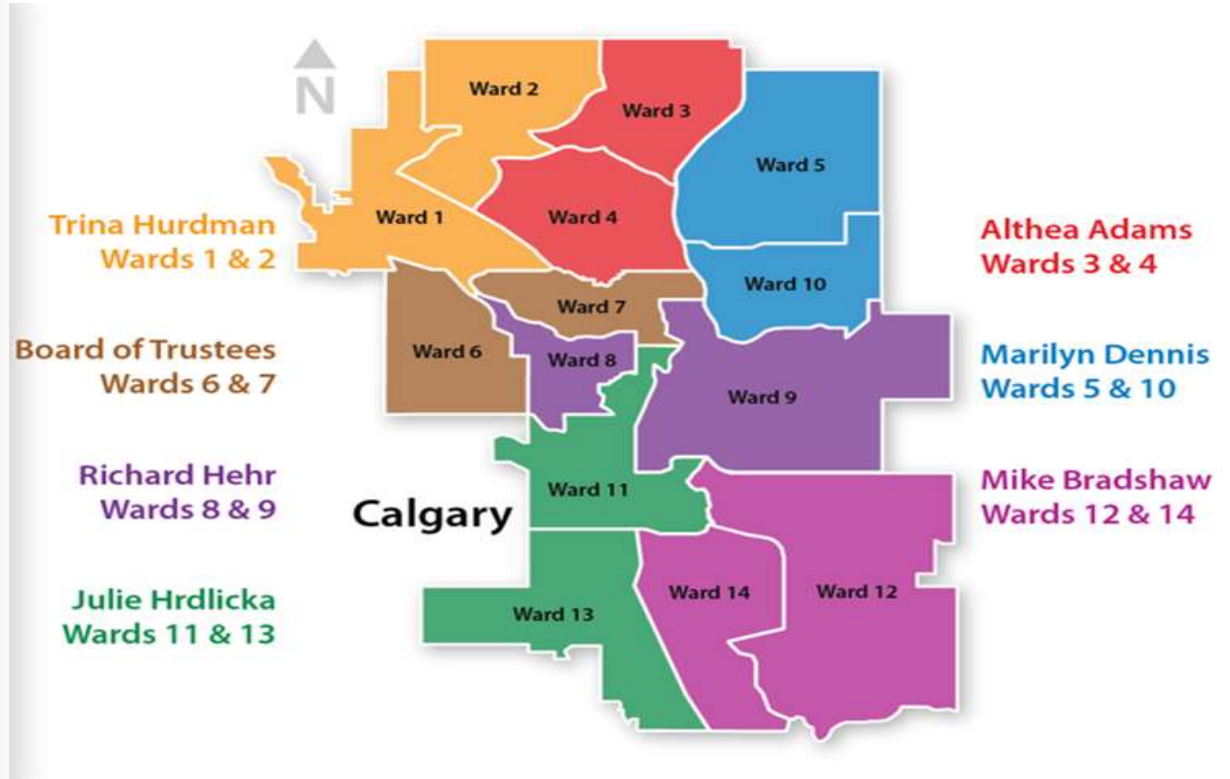 Ward 2
Ward 3
Ward 5
Ward 1
Ward 4
Ward 10
Ward 7
Ward 6
Ward 8
Ward 9
Ward 11
Ward 14
Ward 12
Ward 13
N
Calgary
Trina Hurdman
Wards 1 & 2
Board of Trustees
Wards 6 & 7
Richard Hehr
Wards 8 & 9
Julie Hrdlicka
Wards 11 & 13
Althea Adams
Wards 3 & 4
Marilyn Dennis
Wards 5 & 10
Mike Bradshaw
Wards 12 & 14